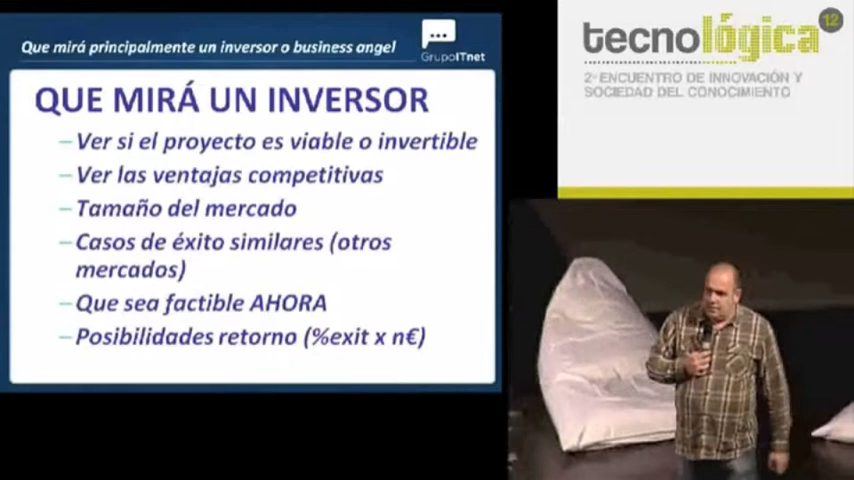 Que mirá principalmente un inversor o business angel
GrupoITnet
QUE MIRÁ UN INVERSOR
– Ver si el proyecto es viable o invertible
– Ver las ventajas competitivas
– Tamaño del mercado
– Casos de éxito similares (otros
mercados)
– Que sea factible AHORA
– Posibilidades retorno (%exit x n€)
tecnológica 12
2º ENCUENTRO DE INNOVACIÓN Y
SOCIEDAD DEL CONOCIMIENTO